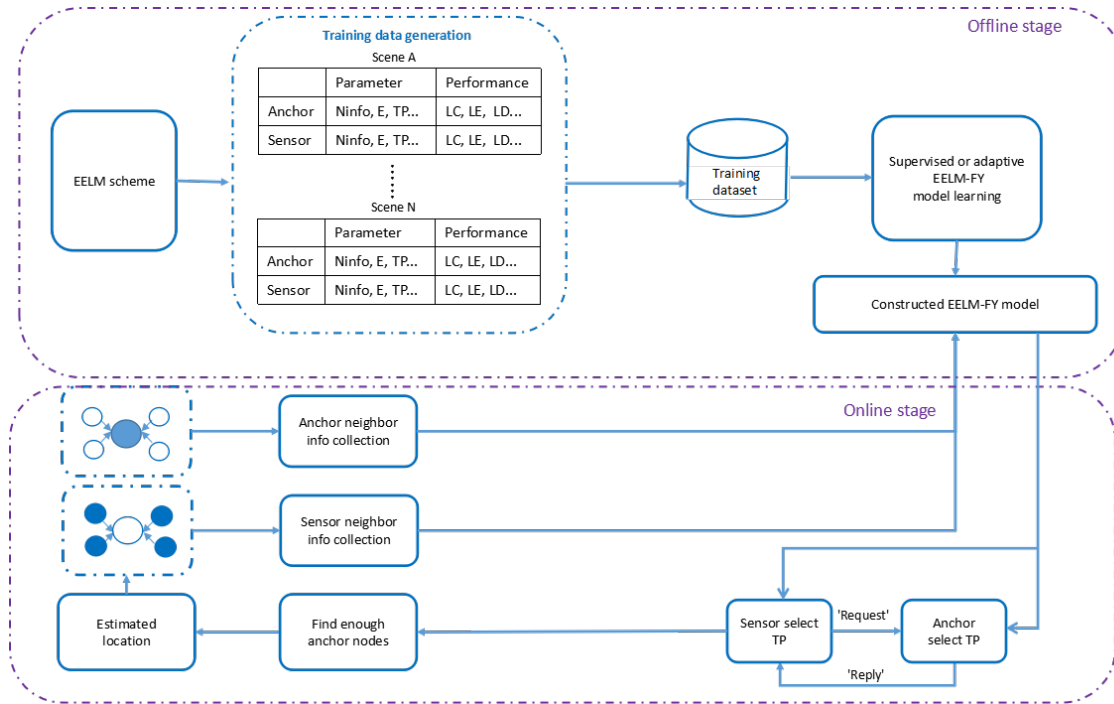 Offline stage
Training data generation
Scene A
Parameter Performance
Anchor Ninfo, E, TP... LC, LE, LD...
Sensor Ninfo, E, TP... LC, LE, LD...
Scene N
Parameter Performance
Anchor Ninfo, E, TP... LC, LE, LD...
Sensor Ninfo, E, TP... LC, LE, LD...
EELM scheme
Training
dataset
Supervised or adaptive
EELM-FY
model learning
Constructed EELM-FY model
Online stage
Anchor neighbor
info collection
Sensor neighbor
info collection
Estimated
location
Find enough
anchor nodes
Sensor select
TP
'Request'
Anchor
select TP
'Reply'